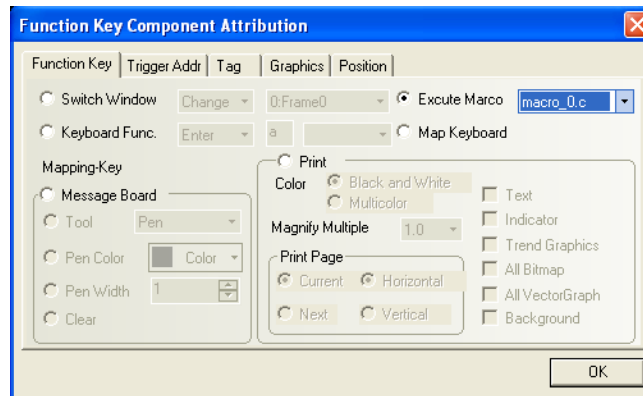 Function Key Component Attribution
Function Key Trigger Addr Tag Graphics Position
Switch Window Change 0:Frame0 Excute Marco macro_0.c
Keyboard Func. Enter a Map Keyboard
Mapping-Key
Print
Message Board
Color Black and White
Multicolor
Text
Tool Pen
Magnify Multiple 1.0
Indicator
Trend Graphics
Pen Color Color
Print Page
All Bitmap
Current Horizontal
Pen Width 1
All VectorGraph
Clear
Next Vertical
Background
OK